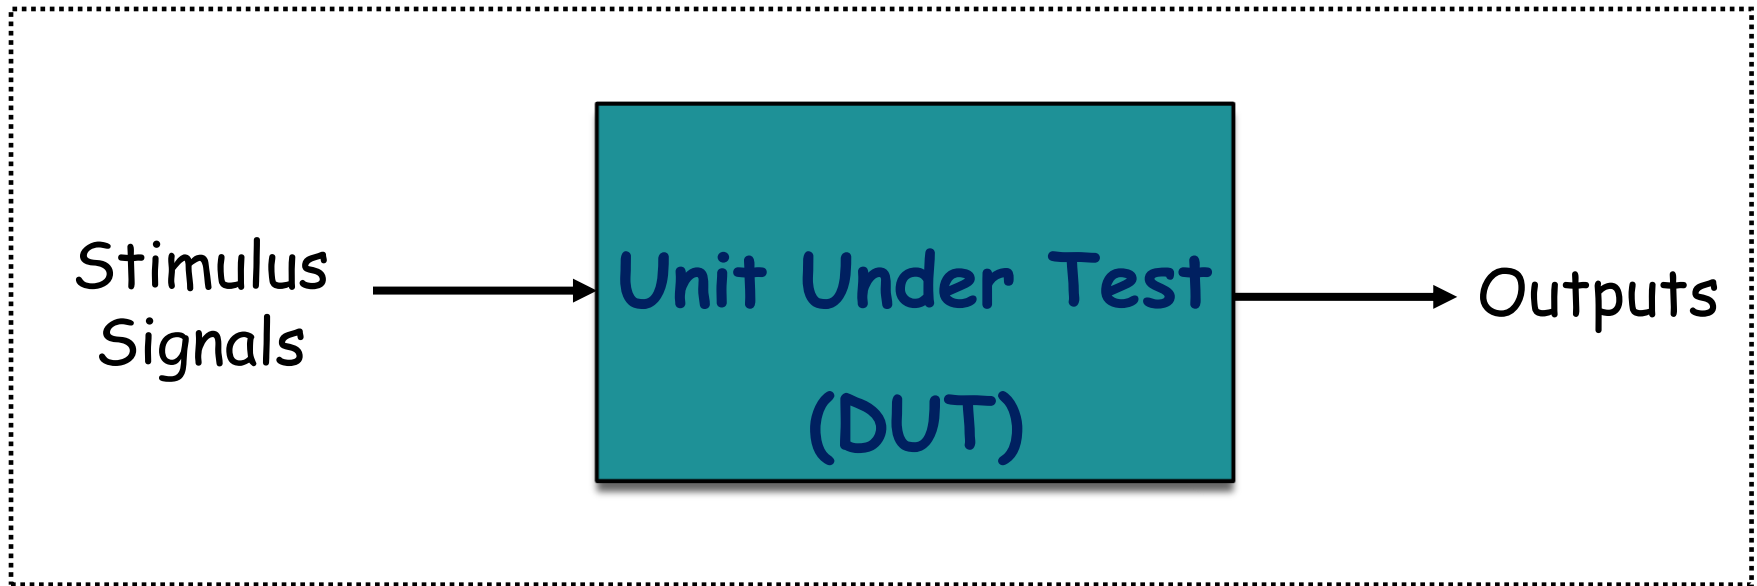 Stimulus
Signals
Unit Under Test
(DUT)
Outputs